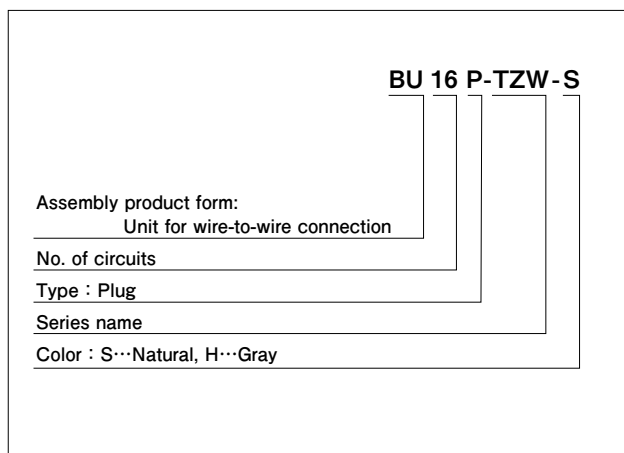 BU 16 P-TZW-S
Assembly product form:
Unit for wire-to-wire connection
No. of circuits
Type : Plug
Series name
Color : S···Natural, H···Gray